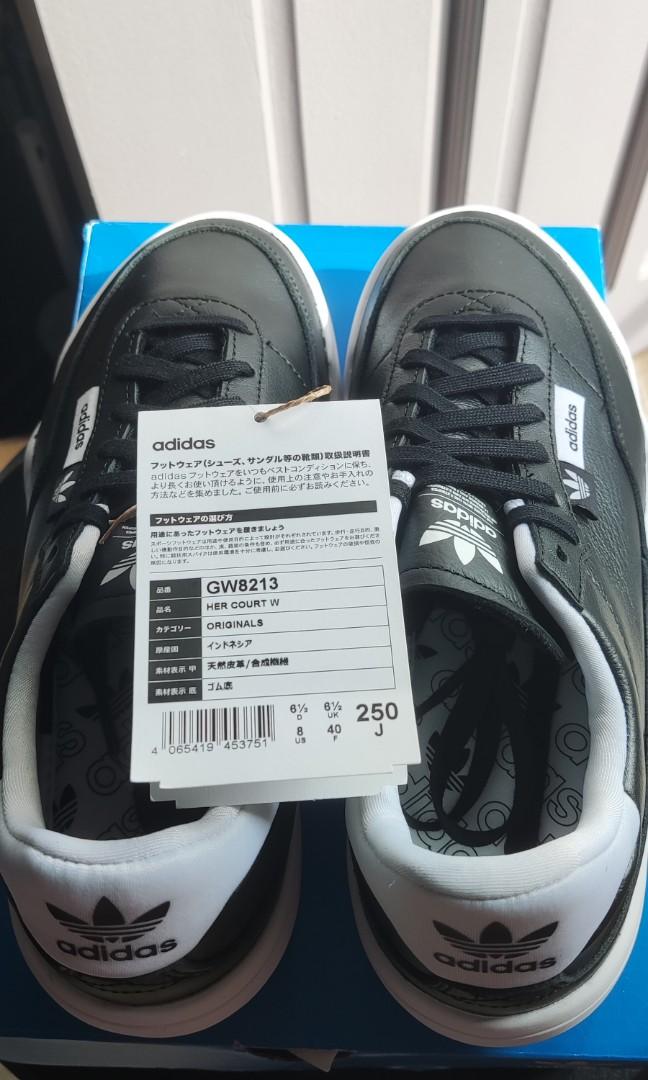 adidas
フットウェア(シューズ、サンダル等の靴類)取扱説明書
adidas フットウェアをいつもベストコンディションに保ち、
より長くお使い頂けるように、使用上の注意やお手入れの
方法などを集めました。ご使用前に必ずお読みください。
フットウェアの選び方
用途にあったフットウェアを履きましょう
品番 GW8213
品名 HER COURT W
カテゴリー ORIGINALS
原産国 インドネシア
素材表示 甲 天然皮革/合成繊維
素材表示 底 ゴム底
4 065419 453751
6½ D 6½ UK 250 J
8 US 40 F
adidas
adidas
adidas
adidas
adidas